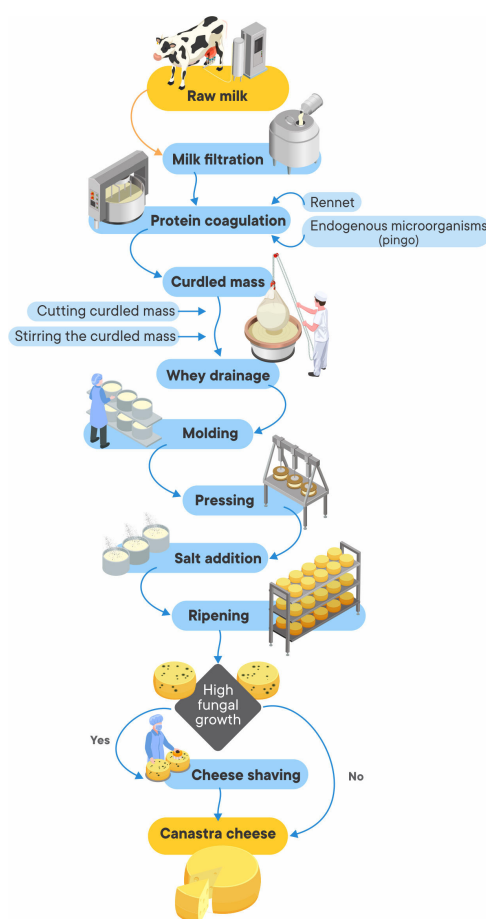 Raw milk
Milk filtration
Protein coagulation
Rennet
Endogenous microorganisms
(pingo)
Curdled mass
Cutting curdled mass
Stirring the curdled mass
Whey drainage
Molding
Pressing
Salt addition
Ripening
High
fungal
growth
Yes
No
Cheese shaving
Canastra cheese